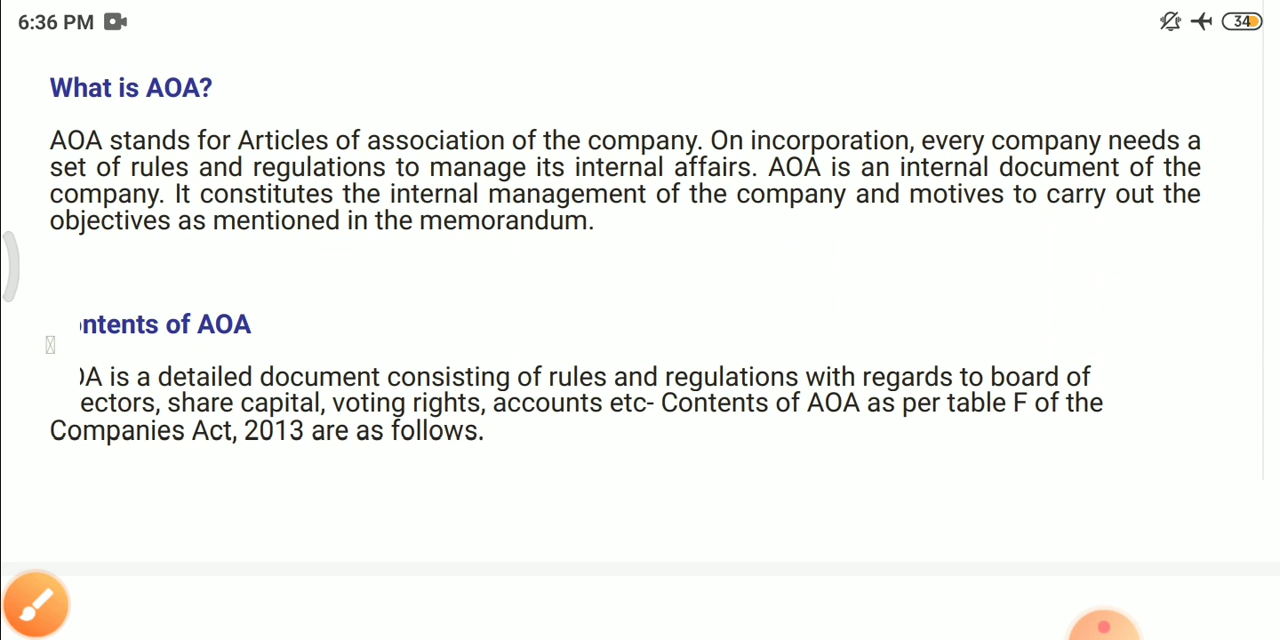 6:36 PM
34
What is AOA?
AOA stands for Articles of association of the company. On incorporation, every company needs a
set of rules and regulations to manage its internal affairs. AOA is an internal document of the
company. It constitutes the internal management of the company and motives to carry out the
objectives as mentioned in the memorandum.
ntents of AOA
A is a detailed document consisting of rules and regulations with regards to board of
ectors, share capital, voting rights, accounts etc- Contents of AOA as per table F of the
Companies Act, 2013 are as follows.